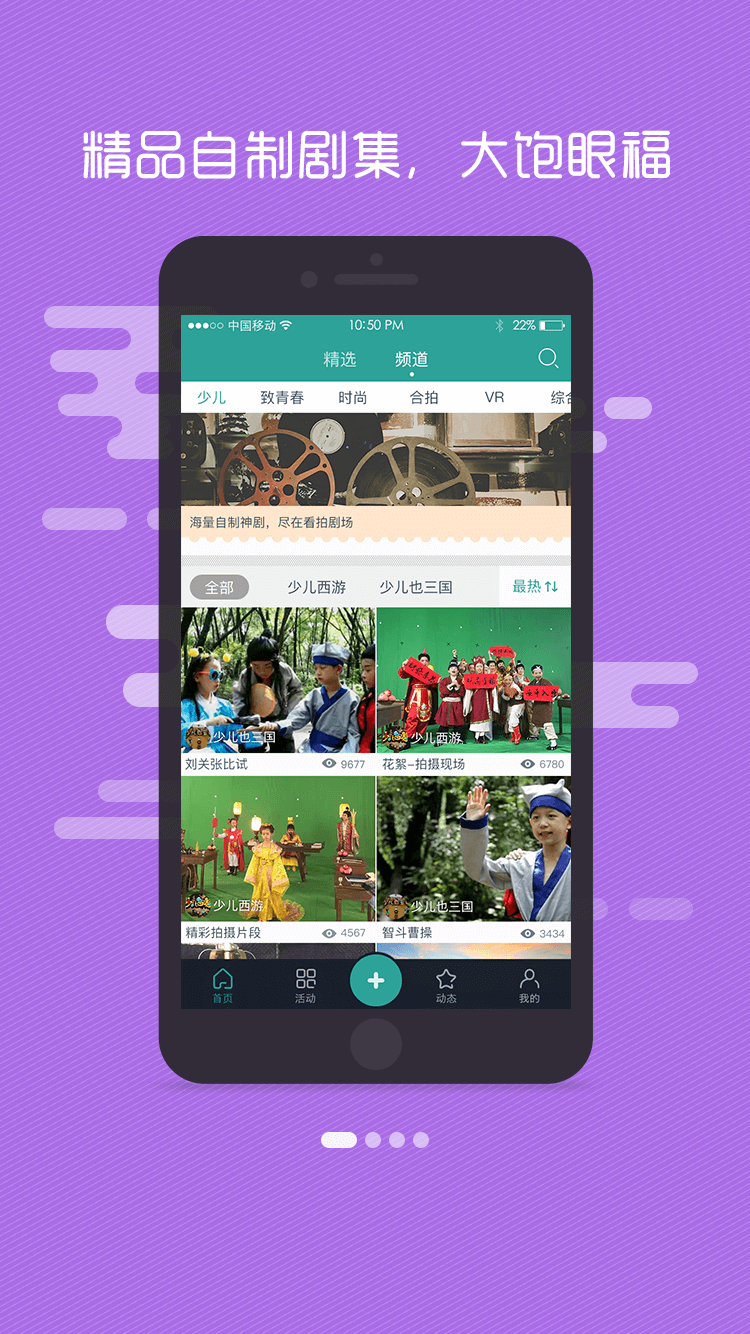 精品自制剧集，大饱眼福
中国移动 10:50 PM 22%
精选 频道
少儿 致青春 时尚 合拍 VR 综合
海量自制神剧，尽在看拍剧场
全部 少儿西游 少儿也三国 最热
少儿也三国 少儿西游
刘关张比试 9677 花絮-拍摄现场 6780
少儿西游 少儿也三国
精彩拍摄片段 4567 智斗曹操 3434
首页 活动 动态 我的